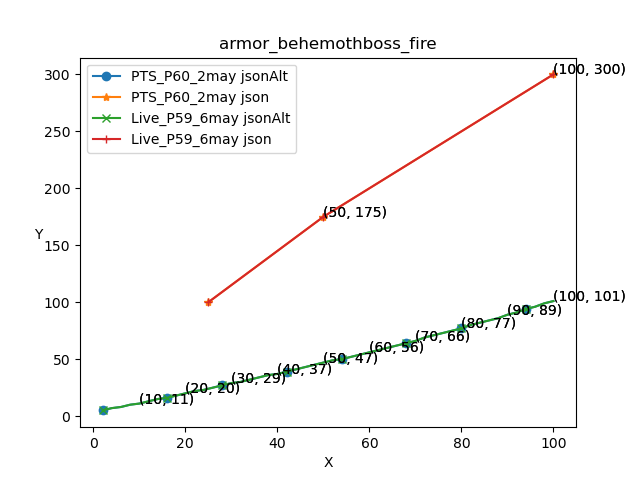 armor_behemothboss_fire
PTS_P60_2may jsonAlt
PTS_P60_2may json
Live_P59_6may jsonAlt
Live_P59_6may json
(100, 300)
(50, 175)
(100, 101)
(90, 89)
(80, 77)
(70, 66)
(60, 56)
(50, 47)
(40, 37)
(30, 29)
(20, 20)
(10, 11)
300
250
200
150
100
50
0
Y
0 20 40 60 80 100
X